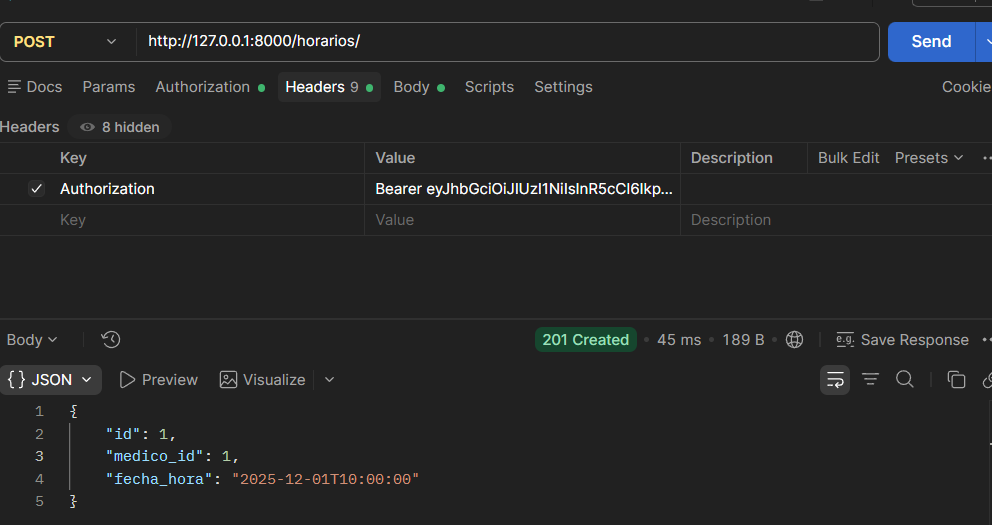 POST http://127.0.0.1:8000/horarios/ Send
Docs Params Authorization Headers 9 Body Scripts Settings Cookie
Headers 8 hidden
Key Value Description Bulk Edit Presets
Authorization Bearer eyJhbGciOiJIUzI1NiIsInR5cCI6Ikp...
Key Value Description
Body 201 Created 45 ms 189 B e.g. Save Response
{} JSON Preview Visualize
1 {
2 "id": 1,
3 "medico_id": 1,
4 "fecha_hora": "2025-12-01T10:00:00"
5 }